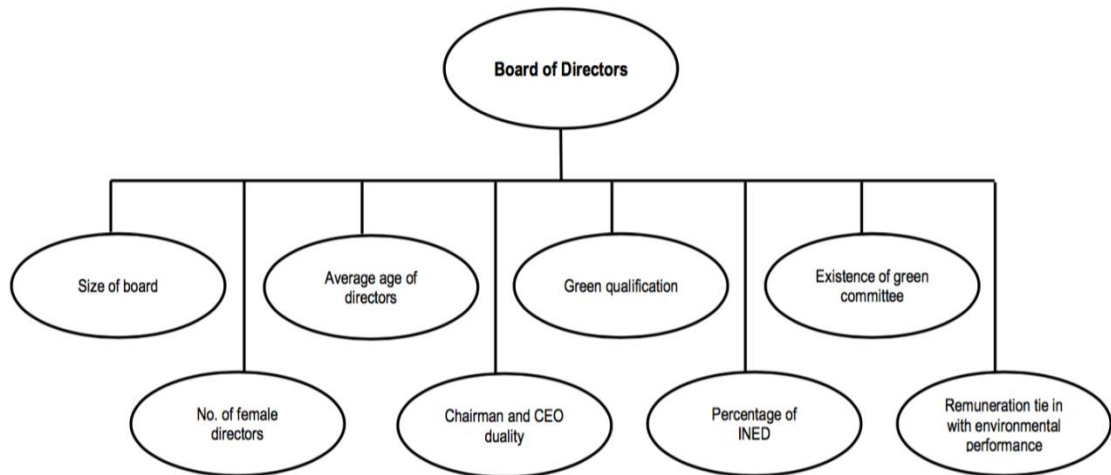 Board of Directors
Size of board
Average age of
directors
Green qualification
Existence of green
committee
No. of female
directors
Chairman and CEO
duality
Percentage of
INED
Remuneration tie in
with environmental
performance